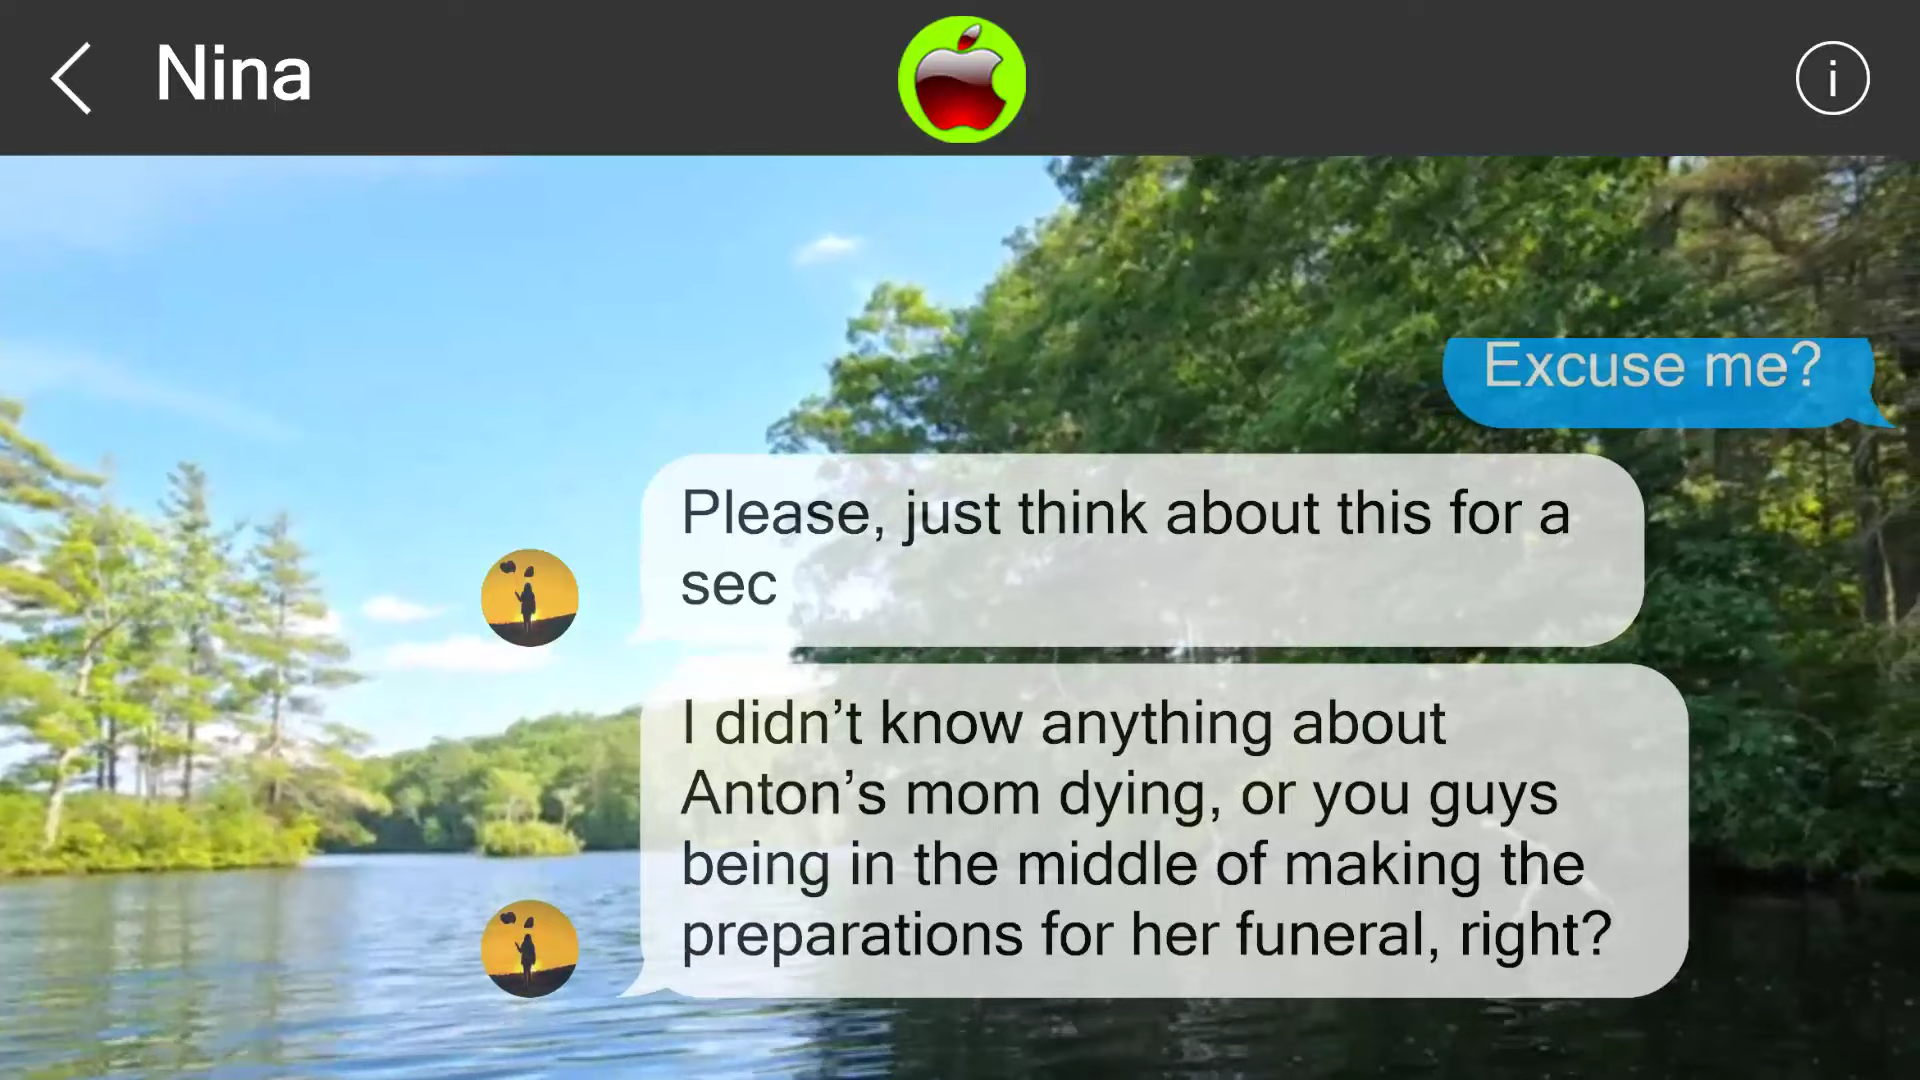 Nina
i
Excuse me?
Please, just think about this for a
sec
I didn’t know anything about
Anton’s mom dying, or you guys
being in the middle of making the
preparations for her funeral, right?